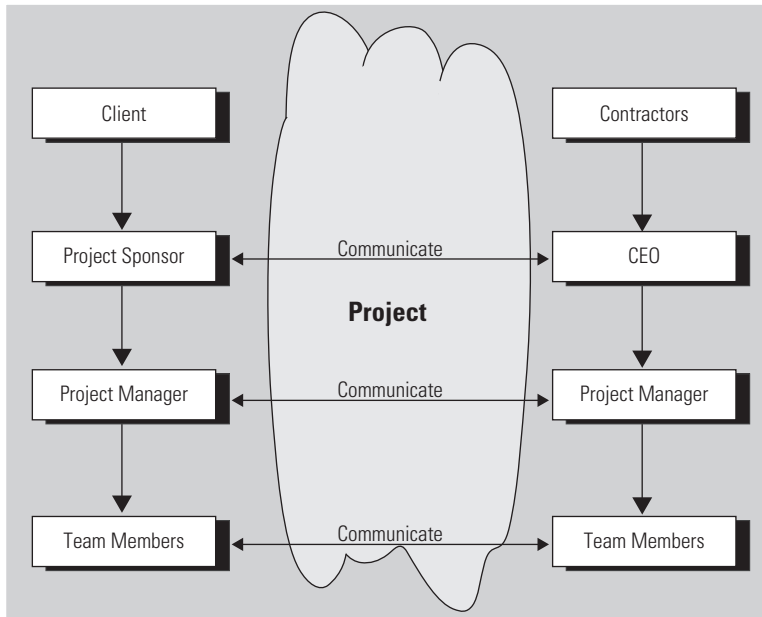 Client
Contractors
Project Sponsor
Communicate
CEO
Project
Project Manager
Communicate
Project Manager
Team Members
Communicate
Team Members